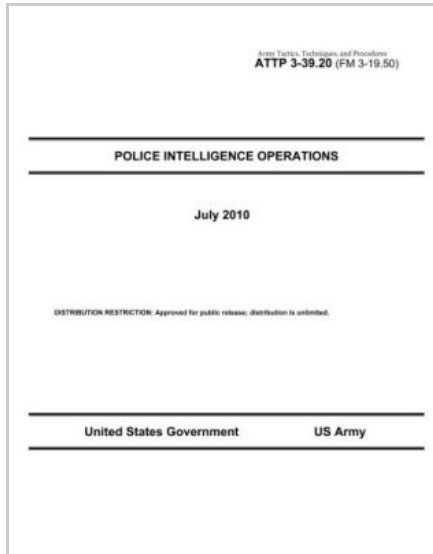 Army Tactics, Techniques, and Procedures
ATTP 3-39.20 (FM 3-19.50)
POLICE INTELLIGENCE OPERATIONS
July 2010
DISTRIBUTION RESTRICTION: Approved for public release; distribution is unlimited.
United States Government US Army